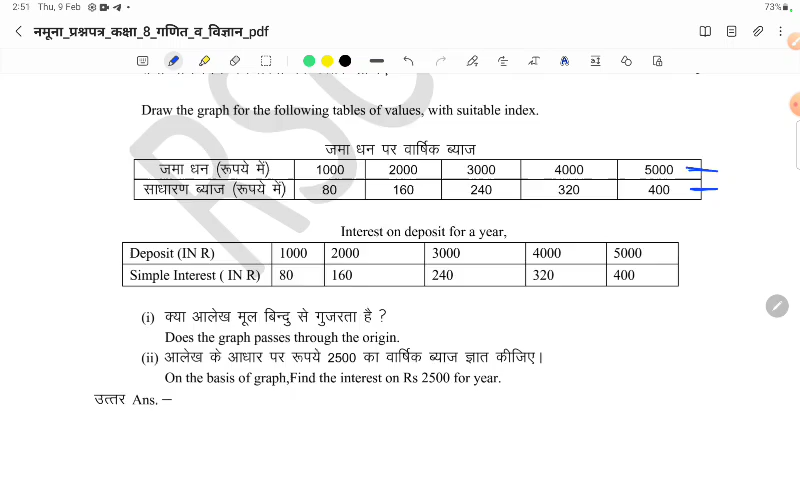 2:51 Thu, 9 Feb
73%
नमूना_प्रश्नपत्र_कक्षा_8_गणित_व_विज्ञान_pdf
Draw the graph for the following tables of values, with suitable index.
जमा धन पर वार्षिक ब्याज
जमा धन (रूपये में) 1000 2000 3000 4000 5000
साधारण ब्याज (रूपये में) 80 160 240 320 400
Interest on deposit for a year,
Deposit (IN R) 1000 2000 3000 4000 5000
Simple Interest ( IN R) 80 160 240 320 400
(i) क्या आलेख मूल बिन्दु से गुजरता है ?
Does the graph passes through the origin.
(ii) आलेख के आधार पर रूपये 2500 का वार्षिक ब्याज ज्ञात कीजिए।
On the basis of graph,Find the interest on Rs 2500 for year.
उत्तर Ans. –